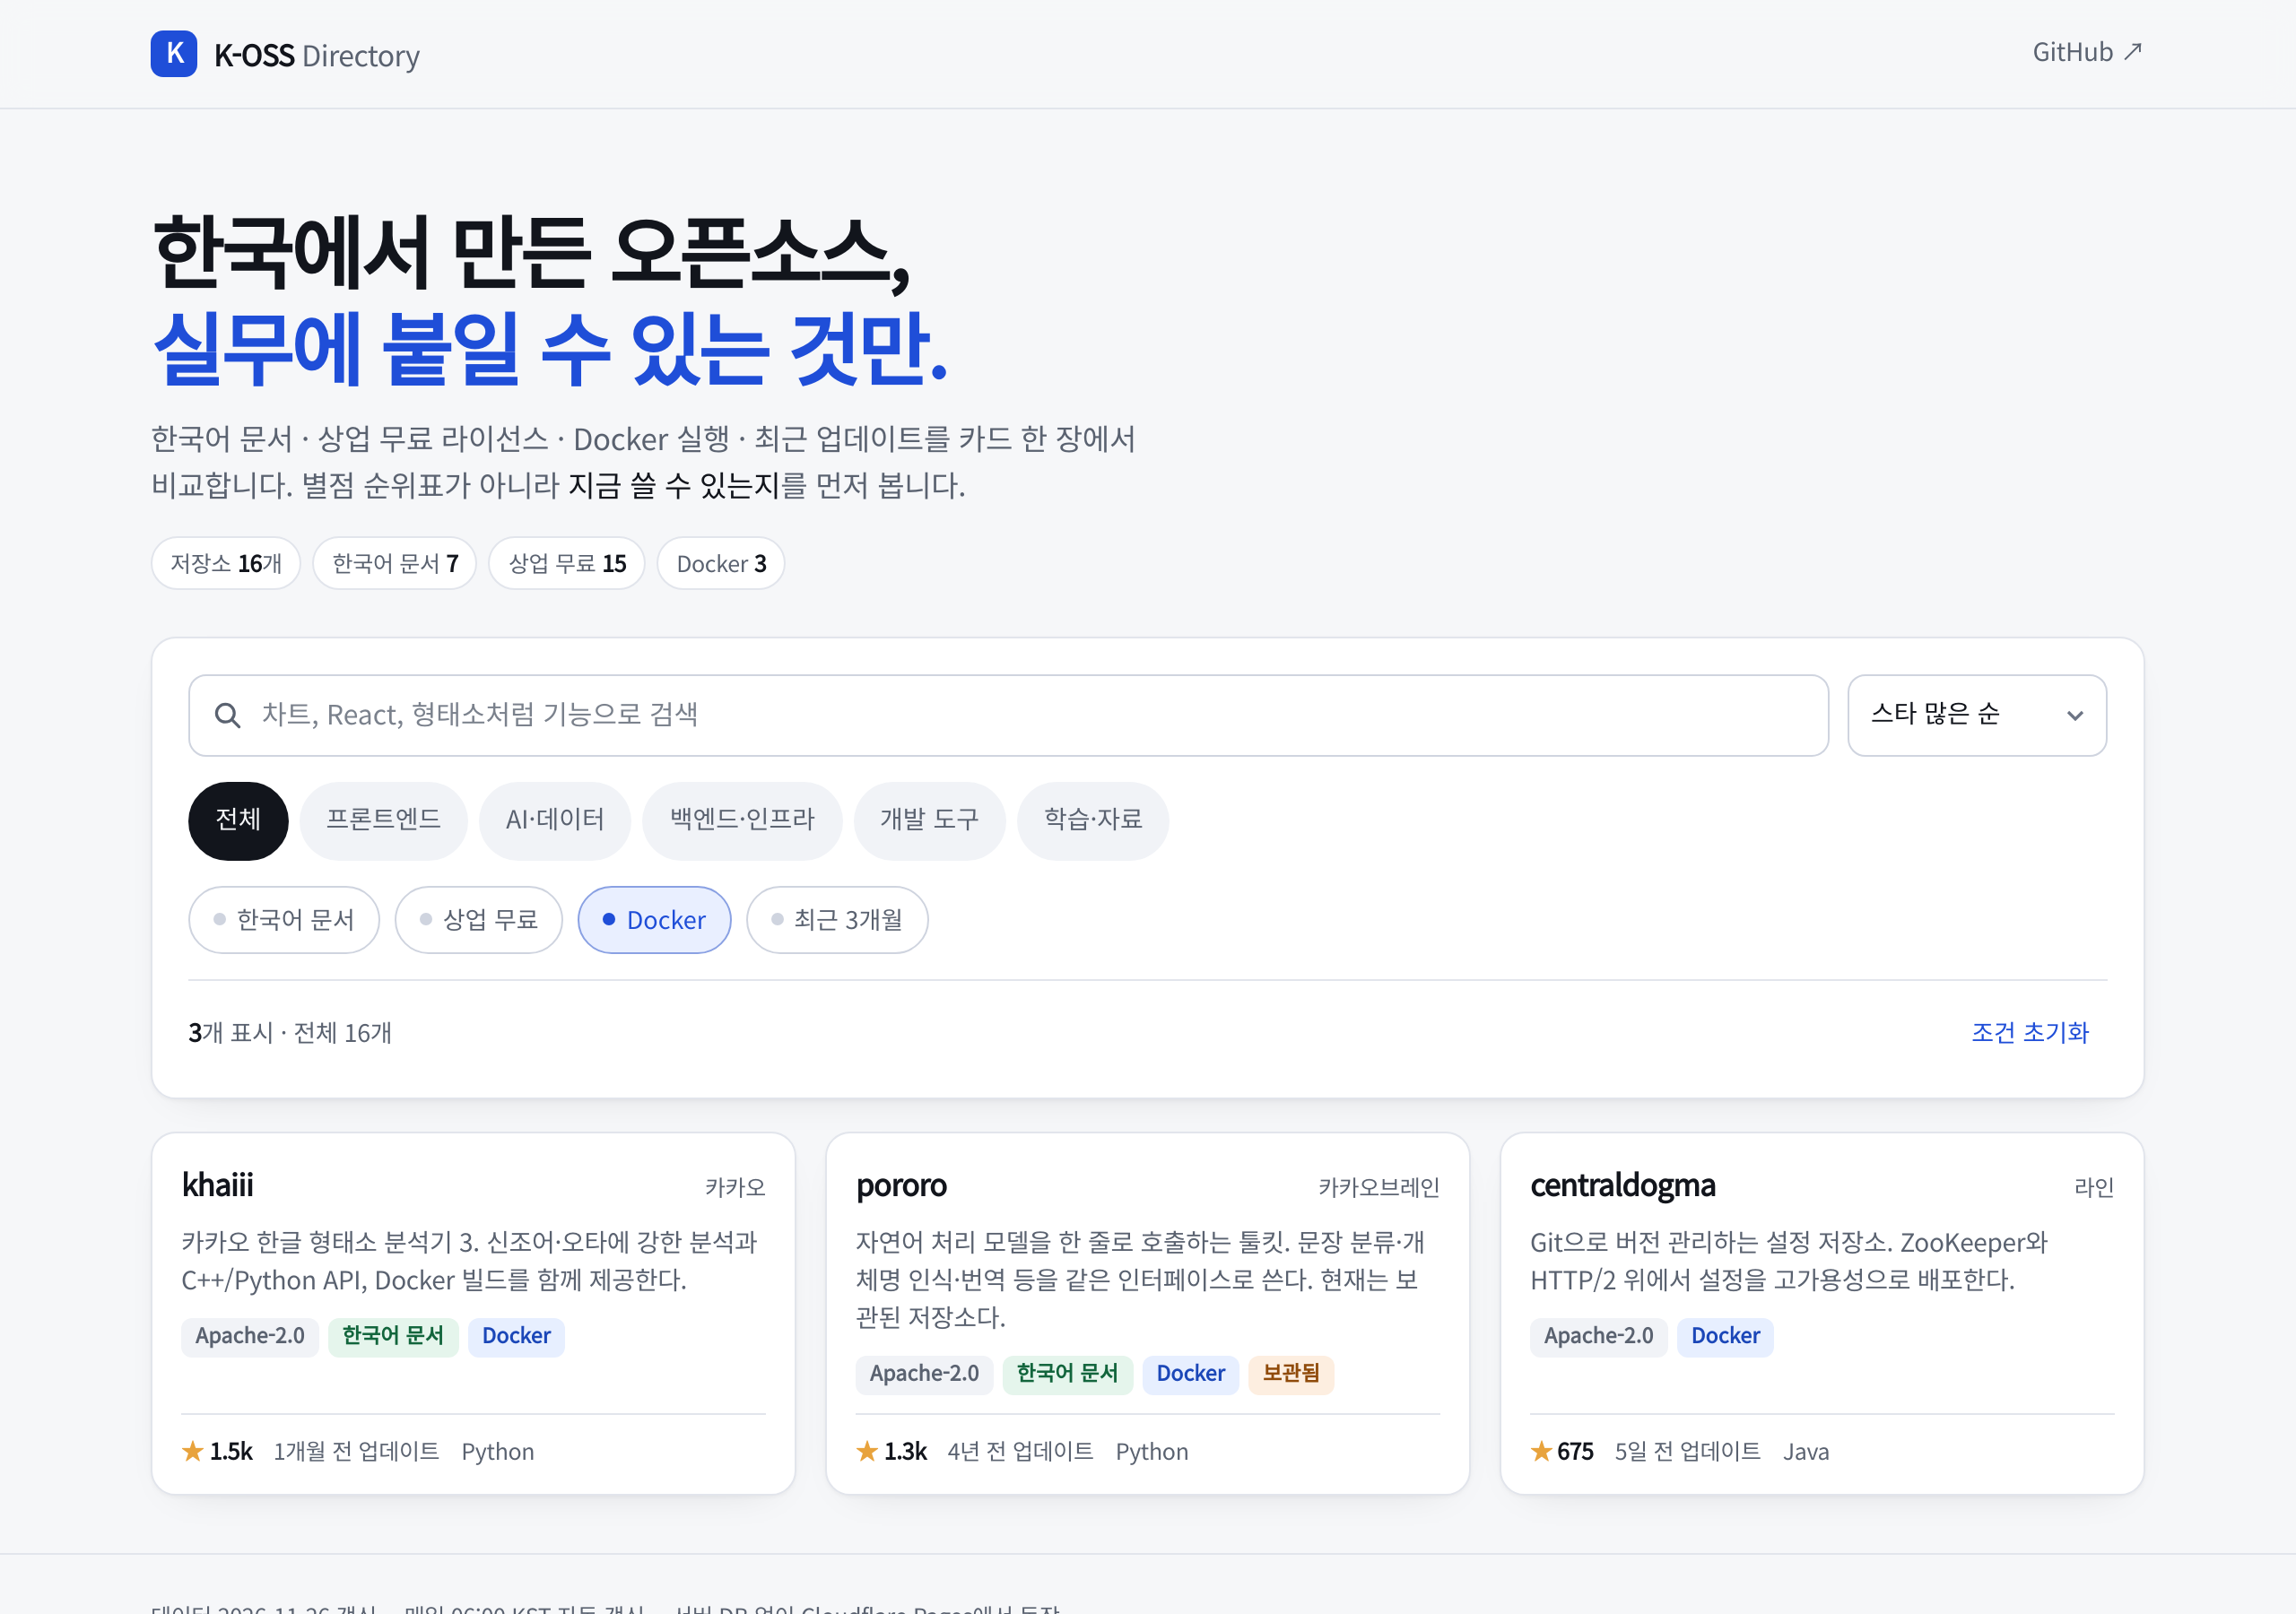 K K-OSS Directory
GitHub ↗
한국에서 만든 오픈소스,
실무에 붙일 수 있는 것만.
한국어 문서 · 상업 무료 라이선스 · Docker 실행 · 최근 업데이트를 카드 한 장에서
비교합니다. 별점 순위표가 아니라 지금 쓸 수 있는지를 먼저 봅니다.
저장소 16개 한국어 문서 7 상업 무료 15 Docker 3
차트, React, 형태소처럼 기능으로 검색 스타 많은 순
전체 프론트엔드 AI·데이터 백엔드·인프라 개발 도구 학습·자료
한국어 문서 상업 무료 Docker 최근 3개월
3개 표시 · 전체 16개 조건 초기화
khaiii 카카오
카카오 한글 형태소 분석기 3. 신조어·오타에 강한 분석과
C++/Python API, Docker 빌드를 함께 제공한다.
Apache-2.0 한국어 문서 Docker
★ 1.5k 1개월 전 업데이트 Python
pororo 카카오브레인
자연어 처리 모델을 한 줄로 호출하는 툴킷. 문장 분류·개
체명 인식·번역 등을 같은 인터페이스로 쓴다. 현재는 보
관된 저장소다.
Apache-2.0 한국어 문서 Docker 보관됨
★ 1.3k 4년 전 업데이트 Python
centraldogma 라인
Git으로 버전 관리하는 설정 저장소. ZooKeeper와
HTTP/2 위에서 설정을 고가용성으로 배포한다.
Apache-2.0 Docker
★ 675 5일 전 업데이트 Java